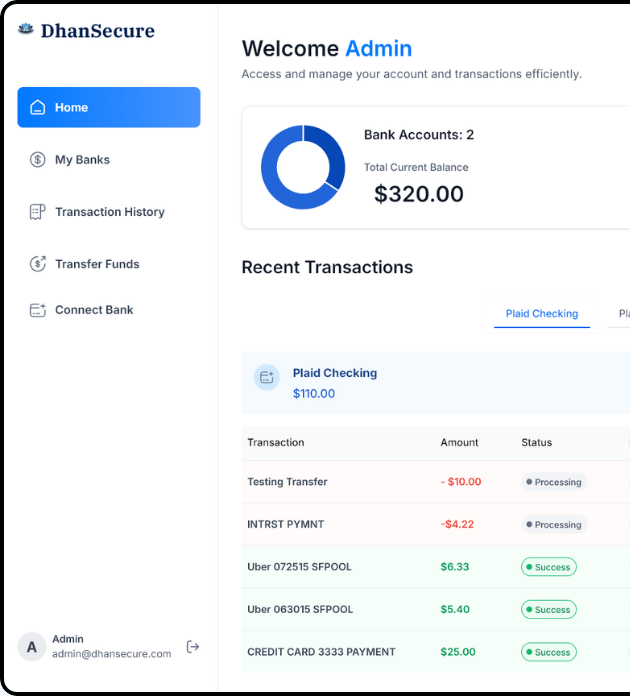 DhanSecure
Home
My Banks
Transaction History
Transfer Funds
Connect Bank
A
Admin
admin@dhansecure.com
Welcome Admin
Access and manage your account and transactions efficiently.
Bank Accounts: 2
Total Current Balance
$320.00
Recent Transactions
Plaid Checking
Plaid Checking
$110.00
Transaction Amount Status
Testing Transfer - $10.00 Processing
INTRST PYMNT -$4.22 Processing
Uber 072515 SFPOOL $6.33 Success
Uber 063015 SFPOOL $5.40 Success
CREDIT CARD 3333 PAYMENT $25.00 Success